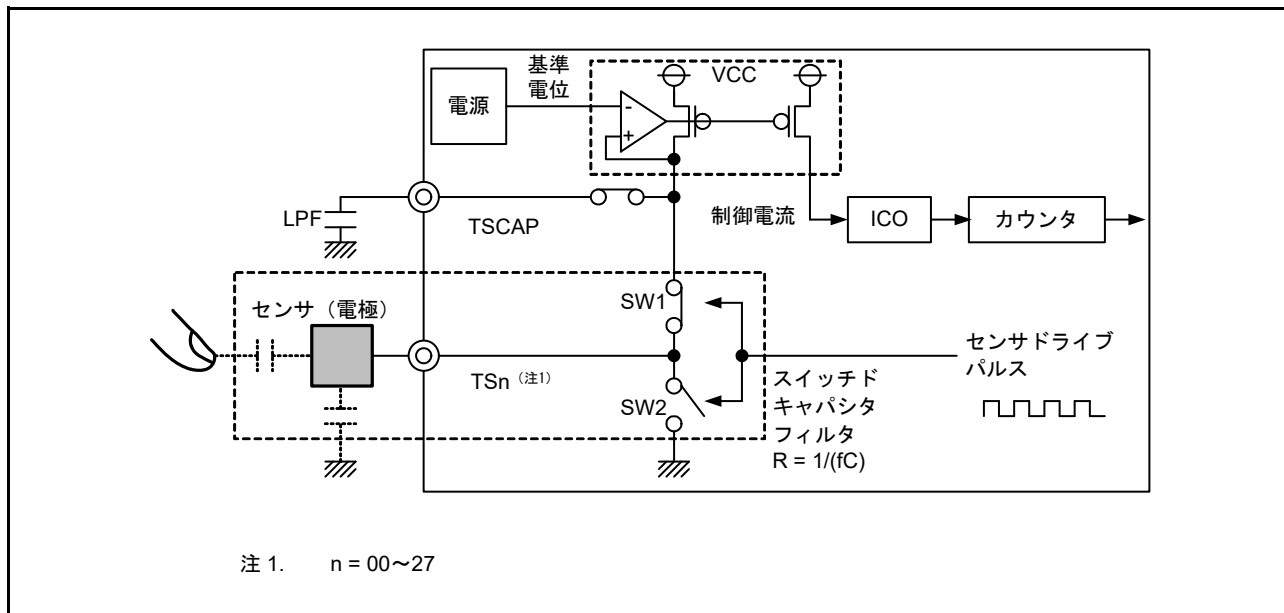 基準
電位
VCC
電源
-
+
LPF
TSCAP
制御電流
ICO
カウンタ
センサ（電極）
SW1
TSn（注1）
SW2
センサドライブ
パルス
スイッチド
キャパシタ
フィルタ
R = 1/(fC)
注 1. n = 00～27